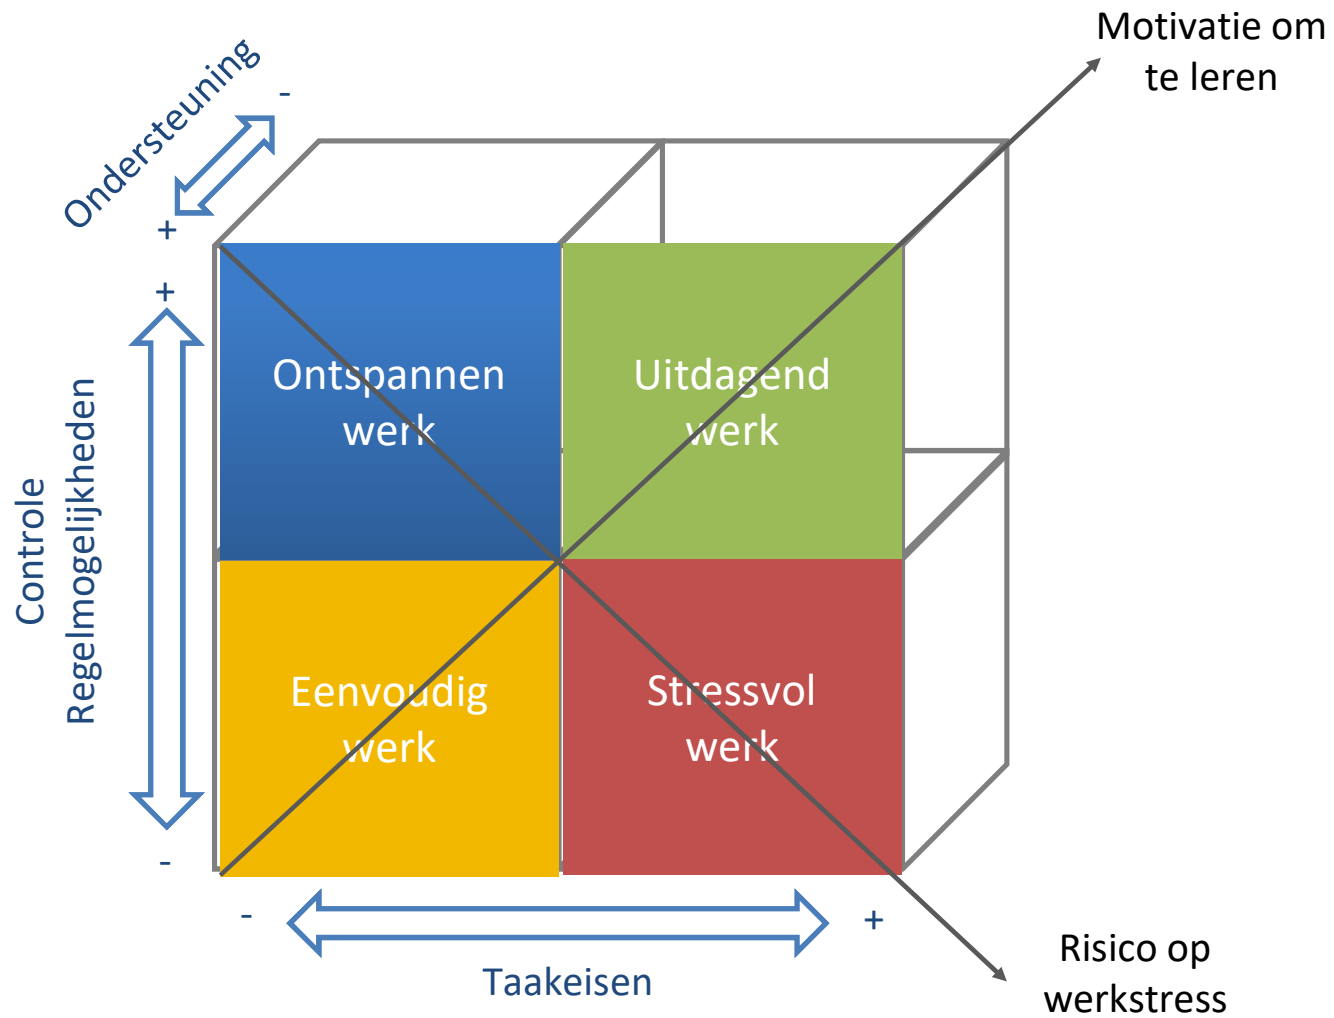 Motivatie om
te leren
Ondersteuning
-
+
+
Ontspannen
werk
Uitdagend
werk
Controle
Regelmogelijkheden
Eenvoudig
werk
Stressvol
werk
-
-
+
Taakeisen
Risico op
werkstress